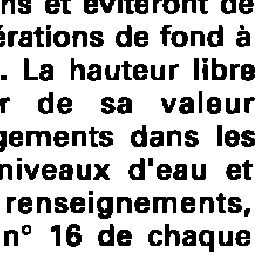 ns et éviteront de
érations de fond à
. La hauteur libre
r de sa valeur
gements dans les
niveaux d'eau et
renseignements,
n° 16 de chaque